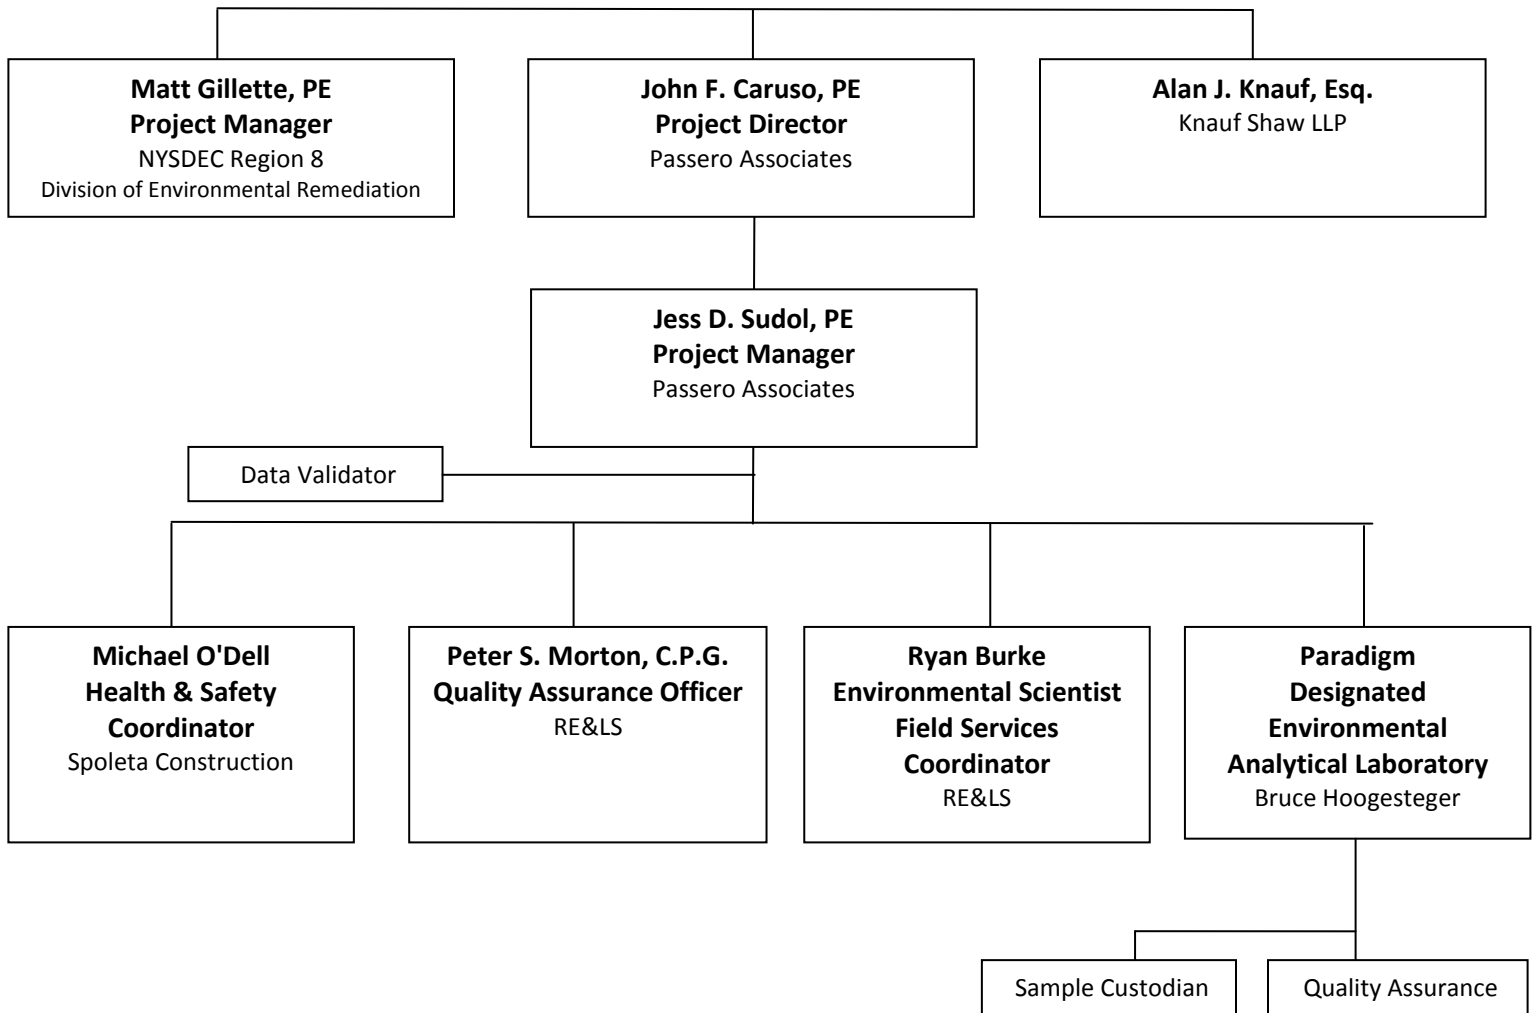 Matt Gillette, PE
Project Manager
NYSDEC Region 8
Division of Environmental Remediation
John F. Caruso, PE
Project Director
Passero Associates
Alan J. Knauf, Esq.
Knauf Shaw LLP
Jess D. Sudol, PE
Project Manager
Passero Associates
Data Validator
Michael O'Dell
Health & Safety
Coordinator
Spoleta Construction
Peter S. Morton, C.P.G.
Quality Assurance Officer
RE&LS
Ryan Burke
Environmental Scientist
Field Services
Coordinator
RE&LS
Paradigm
Designated
Environmental
Analytical Laboratory
Bruce Hoogesteger
Sample Custodian
Quality Assurance